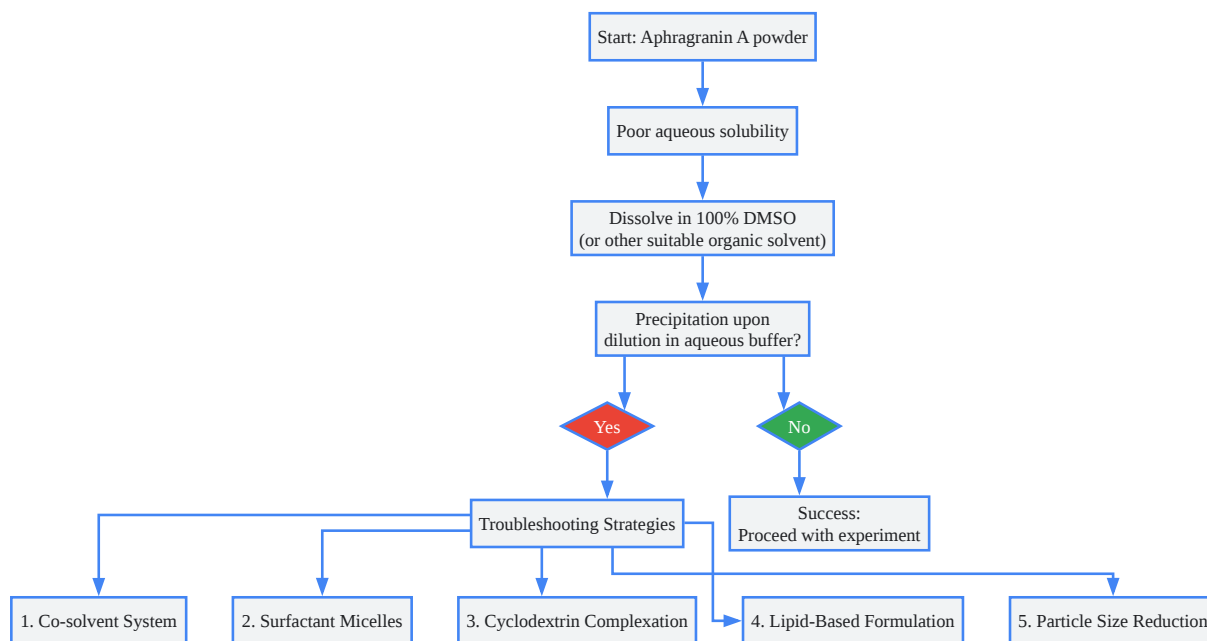 Start: Aphragranin A powder
Poor aqueous solubility
Dissolve in 100% DMSO
(or other suitable organic solvent)
Precipitation upon
dilution in aqueous buffer?
Yes
No
Troubleshooting Strategies
Success:
Proceed with experiment
1. Co-solvent System
2. Surfactant Micelles
3. Cyclodextrin Complexation
4. Lipid-Based Formulation
5. Particle Size Reduction